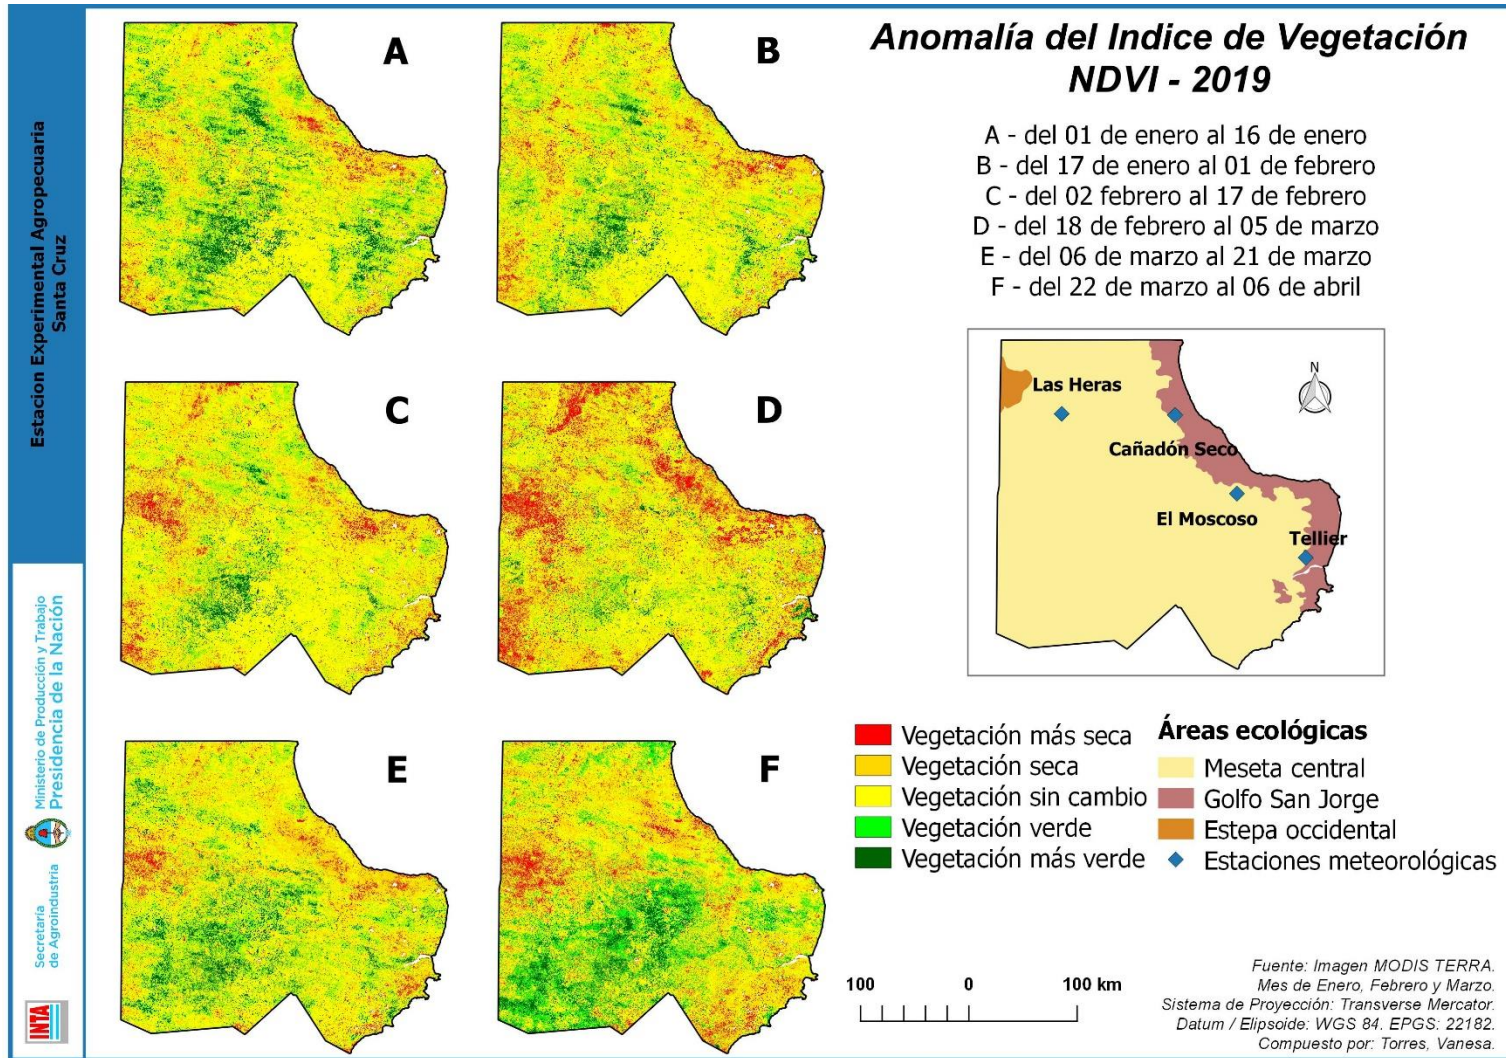 Anomalía del Indice de Vegetación
NDVI - 2019
A - del 01 de enero al 16 de enero
B - del 17 de enero al 01 de febrero
C - del 02 febrero al 17 de febrero
D - del 18 de febrero al 05 de marzo
E - del 06 de marzo al 21 de marzo
F - del 22 de marzo al 06 de abril
A
B
C
D
E
F
Estacion Experimental Agropecuaria
Santa Cruz
Ministerio de Producción y Trabajo
Presidencia de la Nación
Secretaría
de Agroindustria
INTA
N
Las Heras
Cañadón Seco
El Moscoso
Tellier
Vegetación más seca
Vegetación seca
Vegetación sin cambio
Vegetación verde
Vegetación más verde
Áreas ecológicas
Meseta central
Golfo San Jorge
Estepa occidental
Estaciones meteorológicas
100 0 100 km
Fuente: Imagen MODIS TERRA.
Mes de Enero, Febrero y Marzo.
Sistema de Proyección: Transverse Mercator.
Datum / Elipsoide: WGS 84. EPGS: 22182.
Compuesto por: Torres, Vanesa.